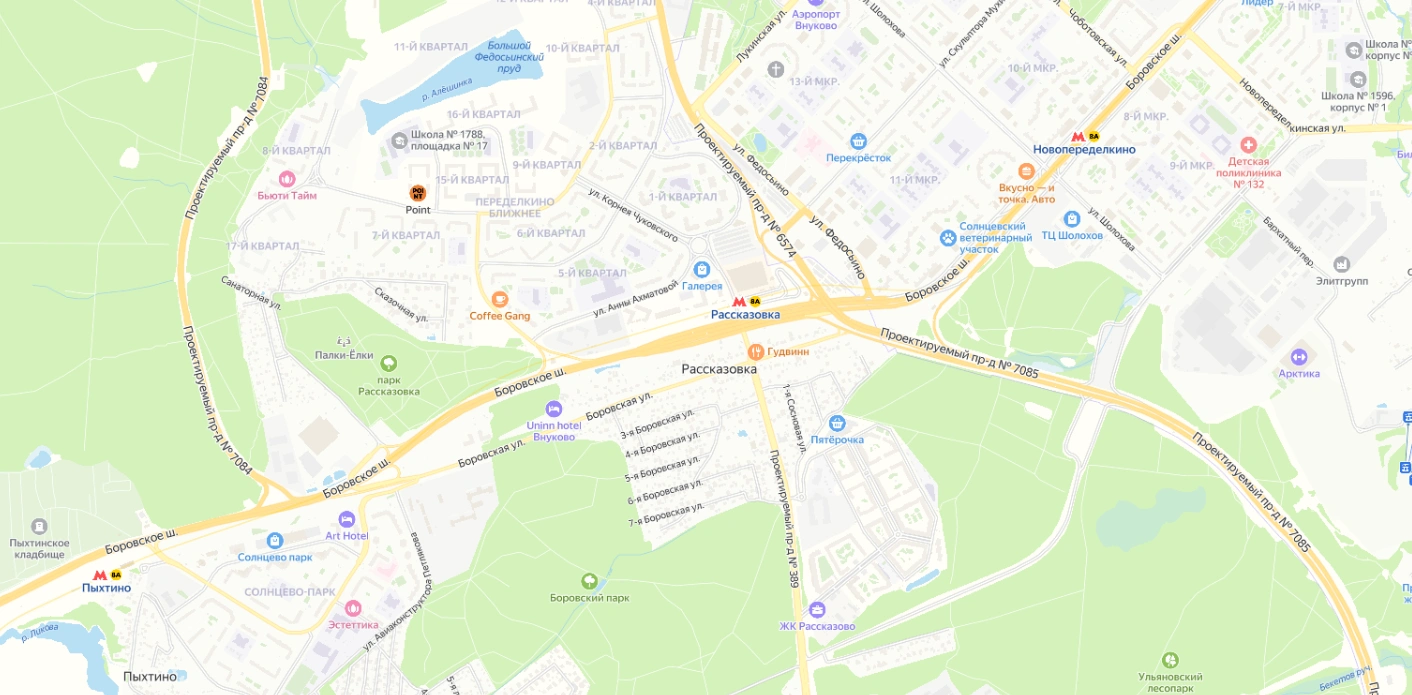 4-Й КВАРТАЛ
Лидер
Аэропорт
Внуково
Шолохова
Лукинская ул.
ул. Скульптора Мух
Чоботовская ул.
7-Й МКР.
11-Й КВАРТАЛ
Большой
Федосьинский
пруд
10-Й КВАРТАЛ
Боровское ш.
Школа №
корпус №
13-Й МКР.
10-Й МКР.
р. Алёшинка
Проектируемый пр-д № 7084
16-Й КВАРТАЛ
Школа № 1596,
корпус № 1
8-Й МКР.
Новопеределкинская ул.
Школа № 1788,
площадка № 17
8-Й КВАРТАЛ
2-Й КВАРТАЛ
Проектируемый пр-д № 6574
ул. Федосьино
Перекрёсток
М 8А
Новопеределкино
9-Й КВАРТАЛ
15-Й КВАРТАЛ
11-Й МКР.
9-Й МКР.
Детская
поликлиника
№ 132
Бьюти Тайм
POINT
Point
ПЕРЕДЕЛКИНО
БЛИЖНЕЕ
1-Й КВАРТАЛ
ул. Корнея Чуковского
Вкусно — и
точка. Авто
ул. Федосьино
Солнцевский
ветеринарный
участок
ТЦ Шолохов
ул. Шолохова
Бархатный пер.
17-Й КВАРТАЛ
7-Й КВАРТАЛ
6-Й КВАРТАЛ
5-Й КВАРТАЛ
Элитгрупп
Санаторная ул.
Сказочная ул.
Coffee Gang
ул. Анны Ахматовой
Галерея
М 8А
Рассказовка
Боровское ш.
Проектируемый пр-д № 7084
Палки-Ёлки
парк
Рассказовка
Боровское ш.
Гудвинн
Рассказовка
Проектируемый пр-д № 7085
Арктика
Uninn hotel
Внуково
Боровская ул.
3-я Боровская ул.
4-я Боровская ул.
5-я Боровская ул.
6-я Боровская ул.
7-я Боровская ул.
1-я Сосновая ул.
Пятёрочка
Боровская ул.
Боровское ш.
Проектируемый пр-д № 389
Проектируемый пр-д № 7085
Пыхтинское
кладбище
Боровское ш.
Art Hotel
Солнцево парк
М 8А
Пыхтино
СОЛНЦЕВО-ПАРК
Эстеттика
ул. Авиаконструктора Петлякова
Боровский парк
ЖК Рассказово
р. Ликова
Пыхтино
Ульяновский
лесопарк
Бекетов руч.